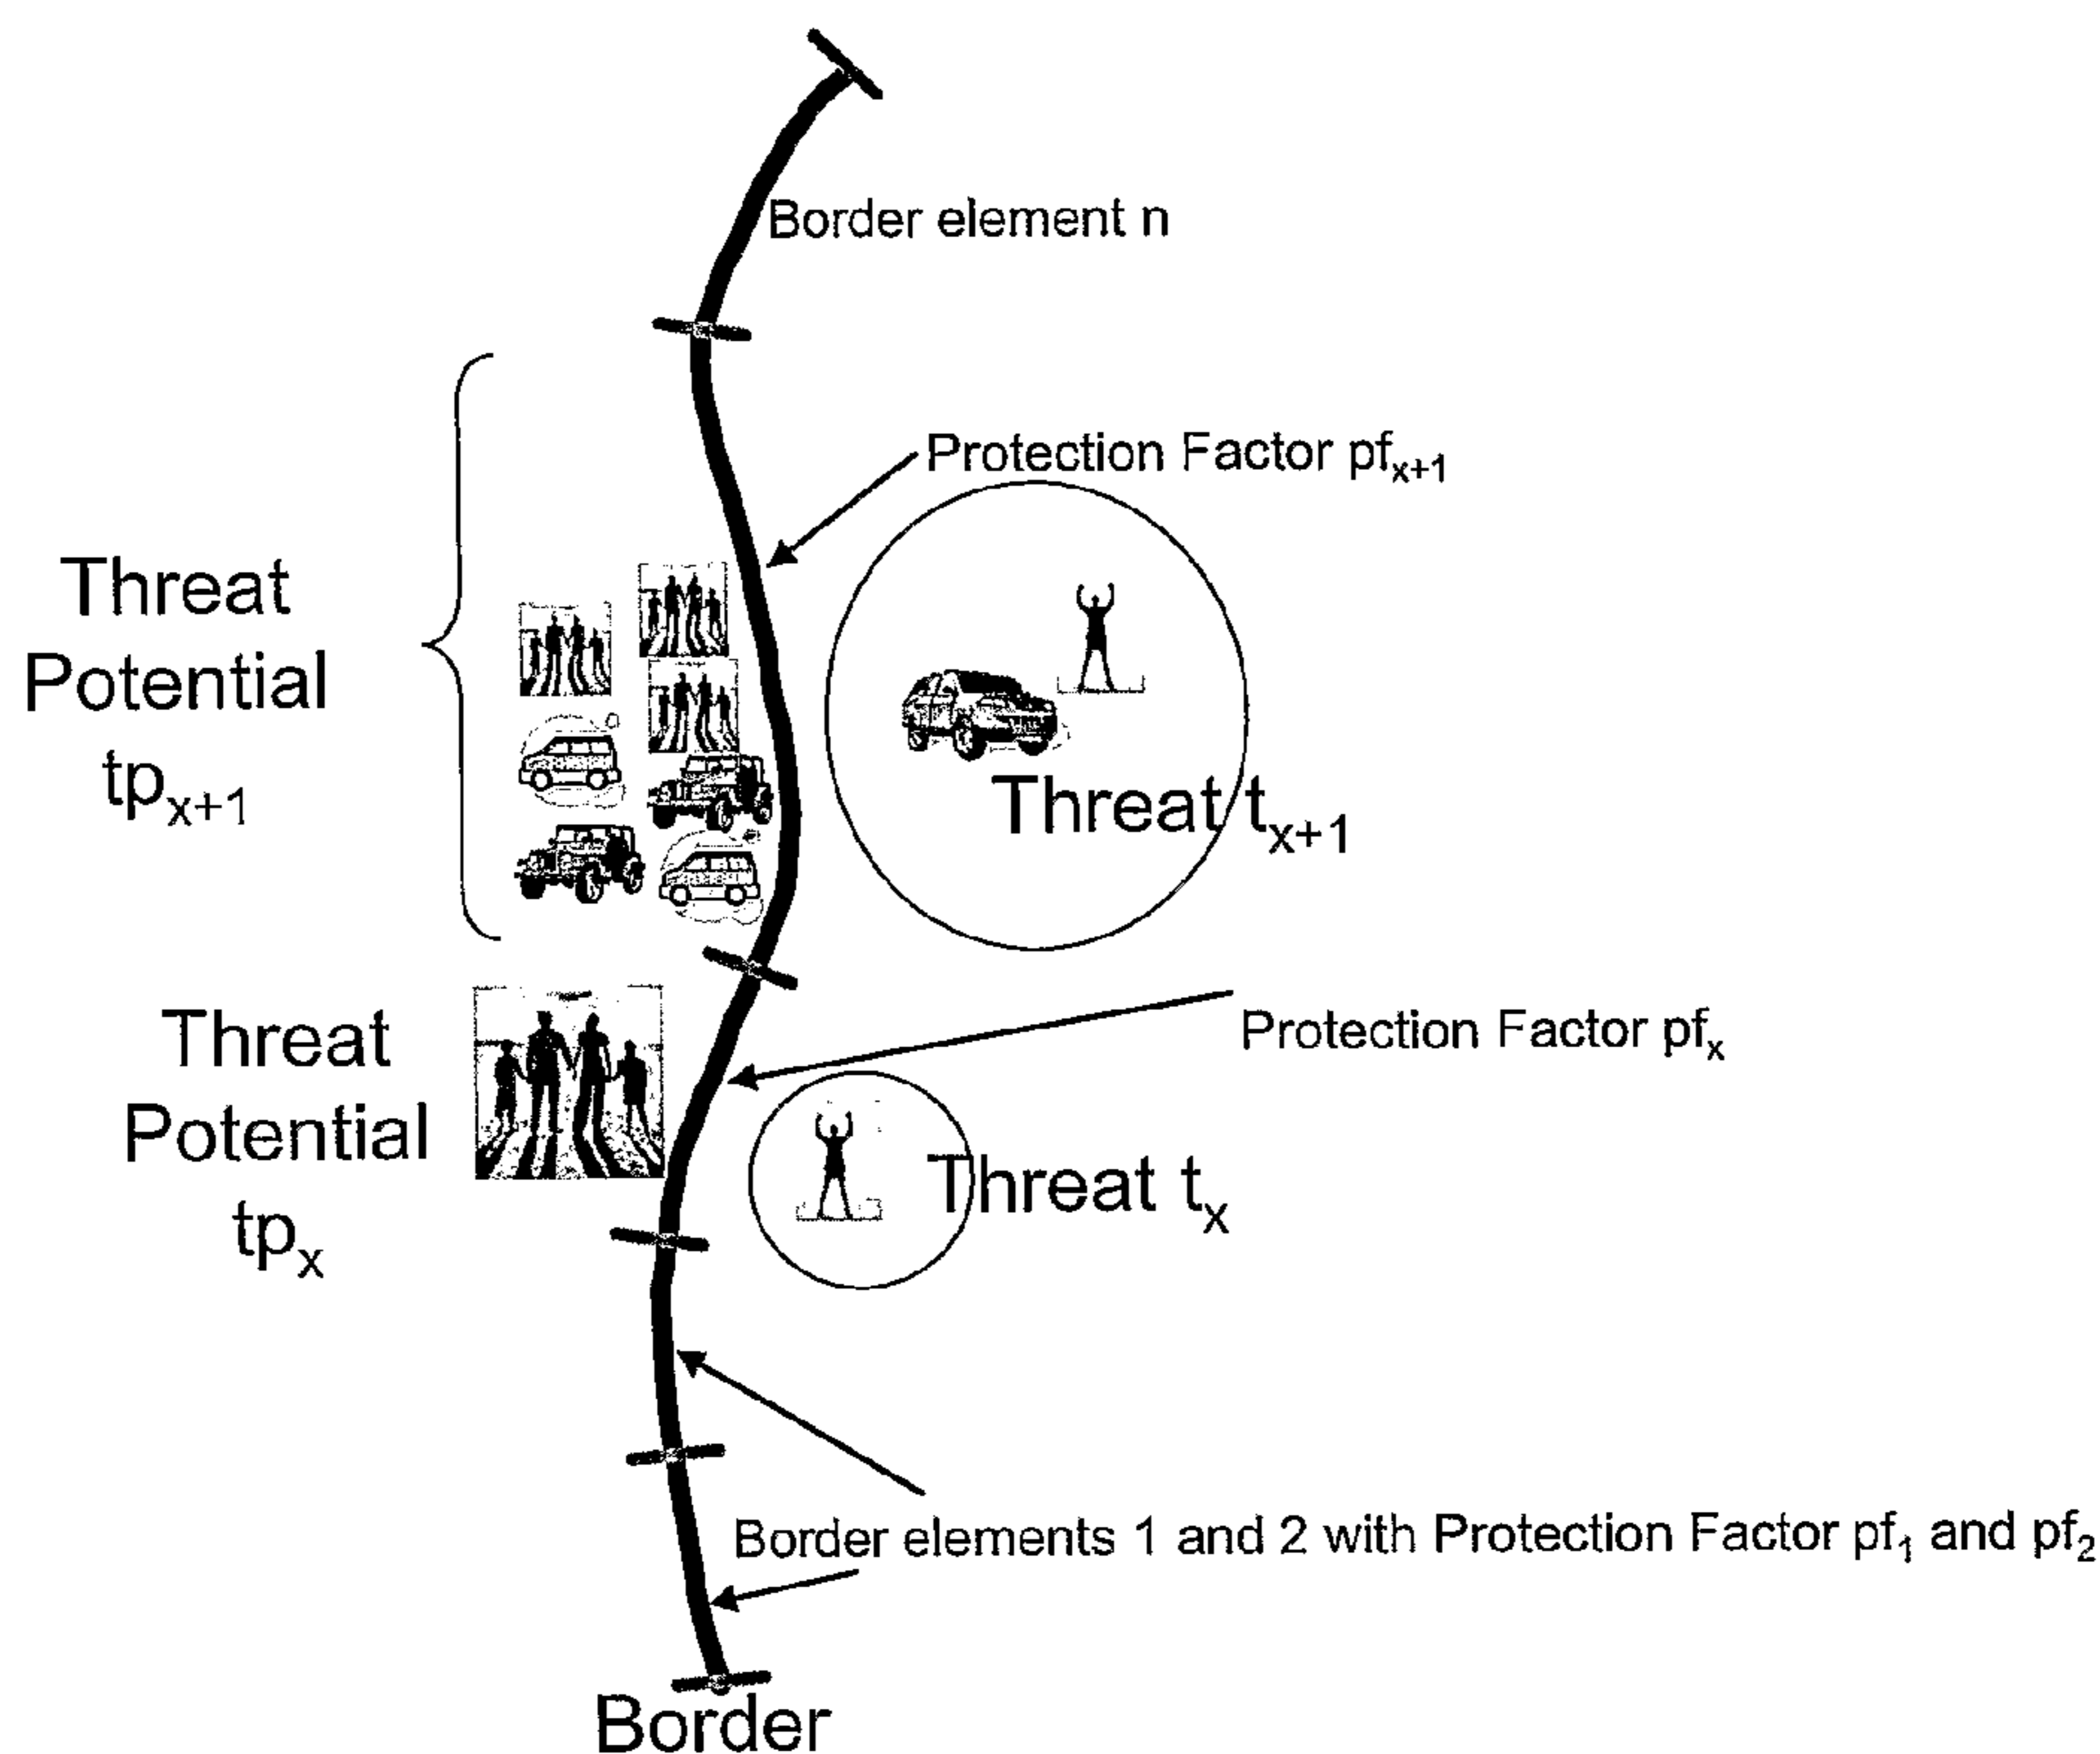 Border element n
Protection Factor pfₓ₊₁
Threat
Potential
tpₓ₊₁
Threat tₓ₊₁
Threat
Potential
tpₓ
Protection Factor pfₓ
Threat tₓ
Border elements 1 and 2 with Protection Factor pf₁ and pf₂
Border